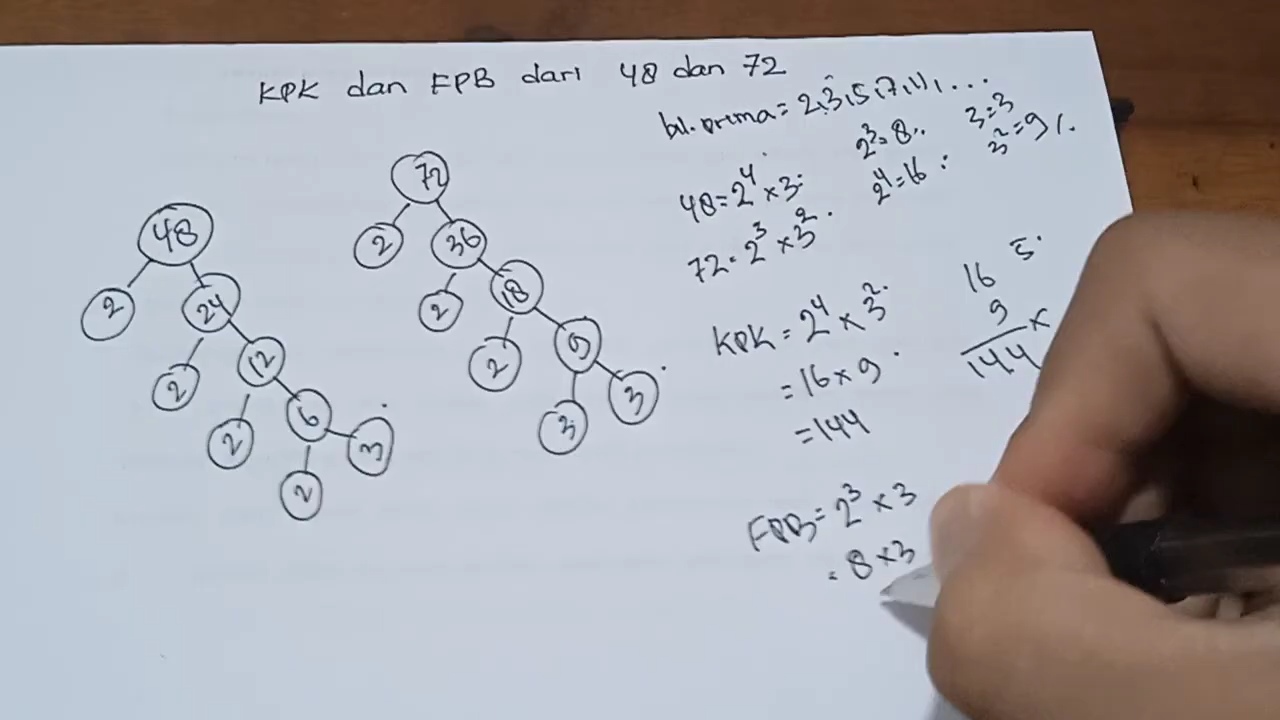 KPK dan FPB dari 48 dan 72
bil. prima = 2,3,5,7,11, ...
48
2 24
2 12
2 6
2 3
72
2 36
2 18
2 9
3 3
48 = 2⁴ × 3
72 = 2³ × 3²
2³ = 8
2⁴ = 16
3 = 3
3² = 9
KPK = 2⁴ × 3²
= 16 × 9
= 144
5
16
9 ×
144
FPB = 2³ × 3
= 8 × 3